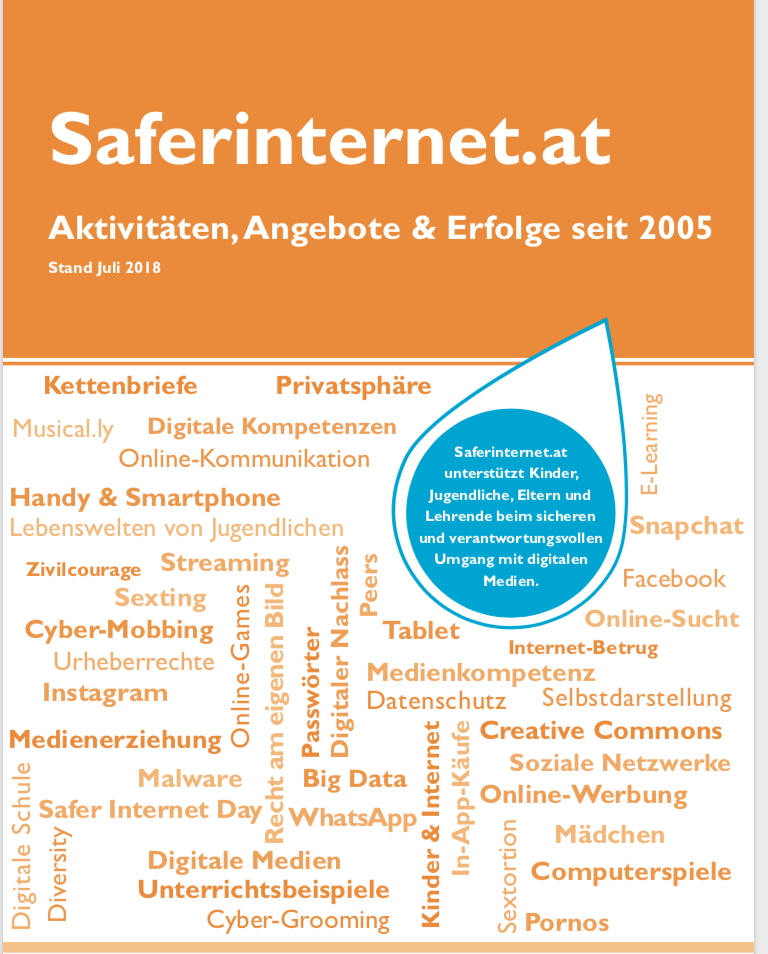 Saferinternet.at
Aktivitäten, Angebote & Erfolge seit 2005
Stand Juli 2018
Kettenbriefe
Privatsphäre
Musical.ly
Digitale Kompetenzen
Online-Kommunikation
Handy & Smartphone
Lebenswelten von Jugendlichen
Saferinternet.at
unterstützt Kinder,
Jugendliche, Eltern und
Lehrende beim sicheren
und verantwortungsvollen
Umgang mit digitalen
Medien.
E-Learning
Snapchat
Zivilcourage
Streaming
Sexting
Cyber-Mobbing
Urheberrechte
Instagram
Online-Games
Recht am eigenen Bild
Passwörter
Digitaler Nachlass
Peers
Tablet
Facebook
Online-Sucht
Internet-Betrug
Medienkompetenz
Datenschutz
Selbstdarstellung
Medienerziehung
Creative Commons
Soziale Netzwerke
Malware
Big Data
Online-Werbung
Safer Internet Day
WhatsApp
Kinder & Internet
In-App-Käufe
Mädchen
Digitale Schule
Diversity
Digitale Medien
Unterrichtsbeispiele
Cyber-Grooming
Sextortion
Computerspiele
Pornos